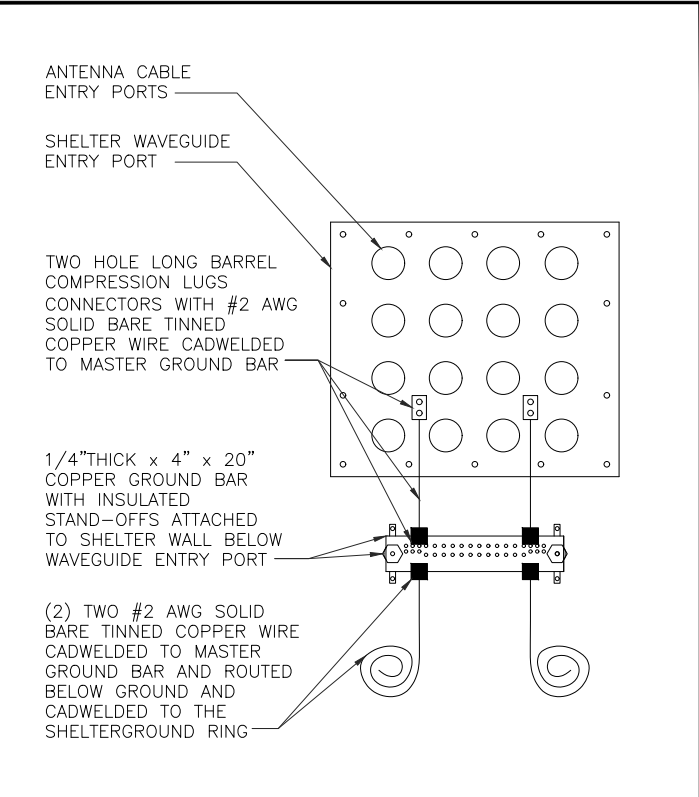 ANTENNA CABLE
ENTRY PORTS
SHELTER WAVEGUIDE
ENTRY PORT
TWO HOLE LONG BARREL
COMPRESSION LUGS
CONNECTORS WITH #2 AWG
SOLID BARE TINNED
COPPER WIRE CADWELDED
TO MASTER GROUND BAR
1/4"THICK x 4" x 20"
COPPER GROUND BAR
WITH INSULATED
STAND-OFFS ATTACHED
TO SHELTER WALL BELOW
WAVEGUIDE ENTRY PORT
(2) TWO #2 AWG SOLID
BARE TINNED COPPER WIRE
CADWELDED TO MASTER
GROUND BAR AND ROUTED
BELOW GROUND AND
CADWELDED TO THE
SHELTERGROUND RING